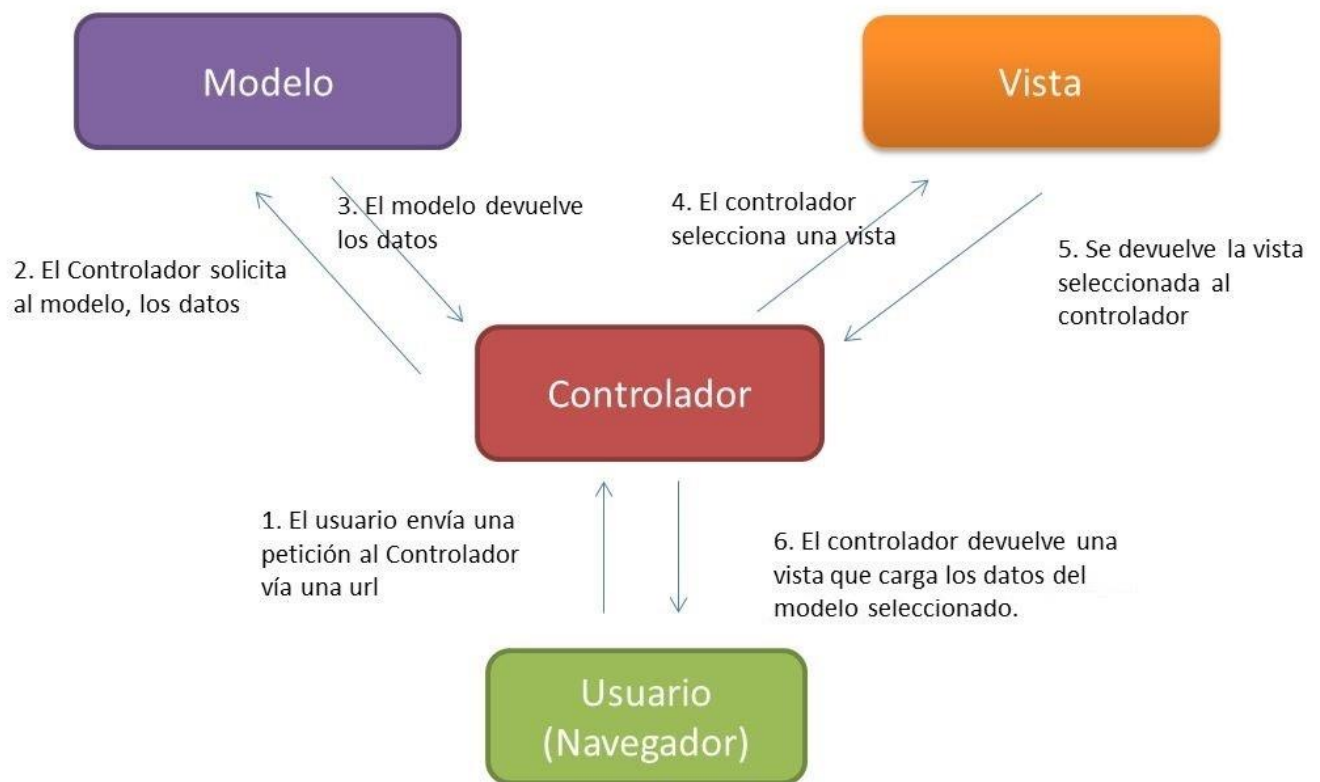 Modelo
Vista
3. El modelo devuelve
los datos
4. El controlador
selecciona una vista
2. El Controlador solicita
al modelo, los datos
5. Se devuelve la vista
seleccionada al
controlador
Controlador
1. El usuario envía una
petición al Controlador
vía una url
6. El controlador devuelve una
vista que carga los datos del
modelo seleccionado.
Usuario
(Navegador)